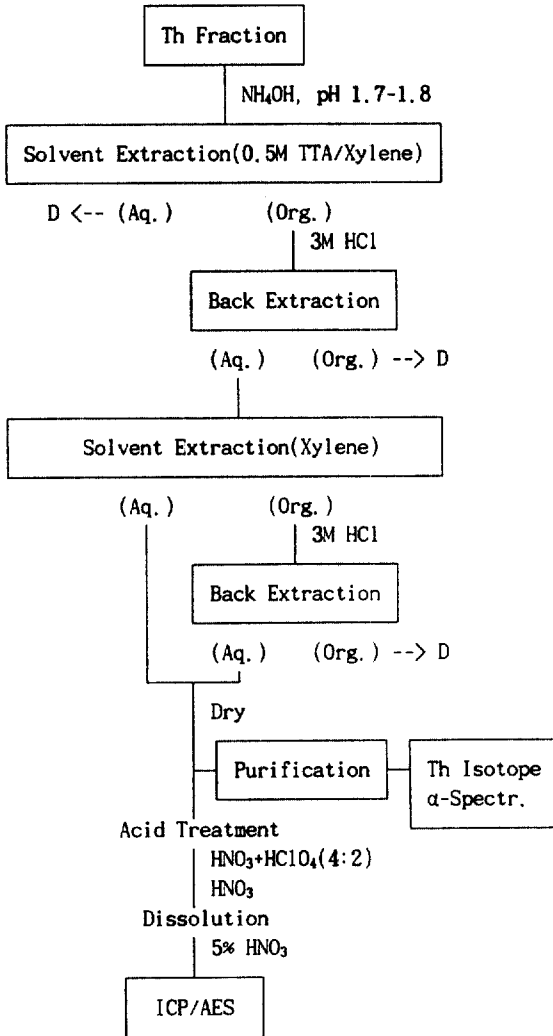 Th Fraction
NH₄OH, pH 1.7-1.8
Solvent Extraction(0.5M TTA/Xylene)
D <-- (Aq.) (Org.)
3M HCl
Back Extraction
(Aq.) (Org.) --> D
Solvent Extraction(Xylene)
(Aq.) (Org.)
3M HCl
Back Extraction
(Aq.) (Org.) --> D
Dry
Purification
Th Isotope
α-Spectr.
Acid Treatment
HNO₃+HClO₄(4:2)
HNO₃
Dissolution
5% HNO₃
ICP/AES